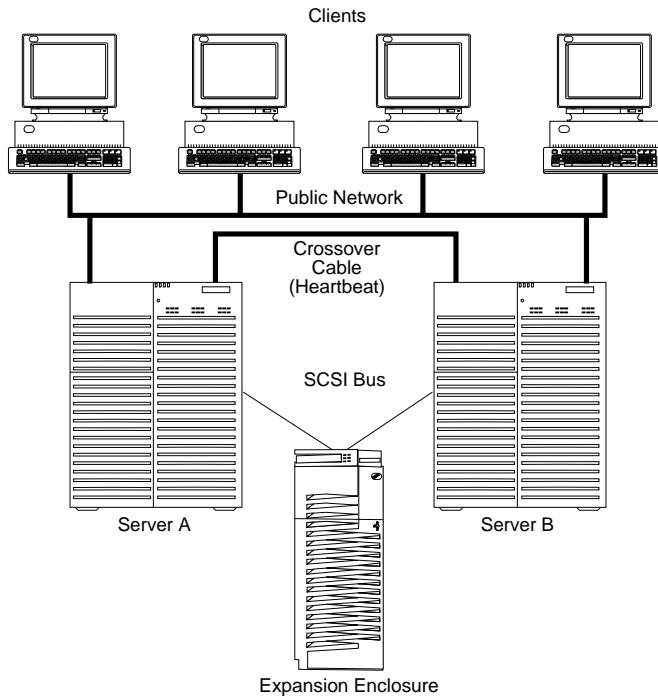 Clients
Public Network
Crossover
Cable
(Heartbeat)
SCSI Bus
Server A
Server B
Expansion Enclosure